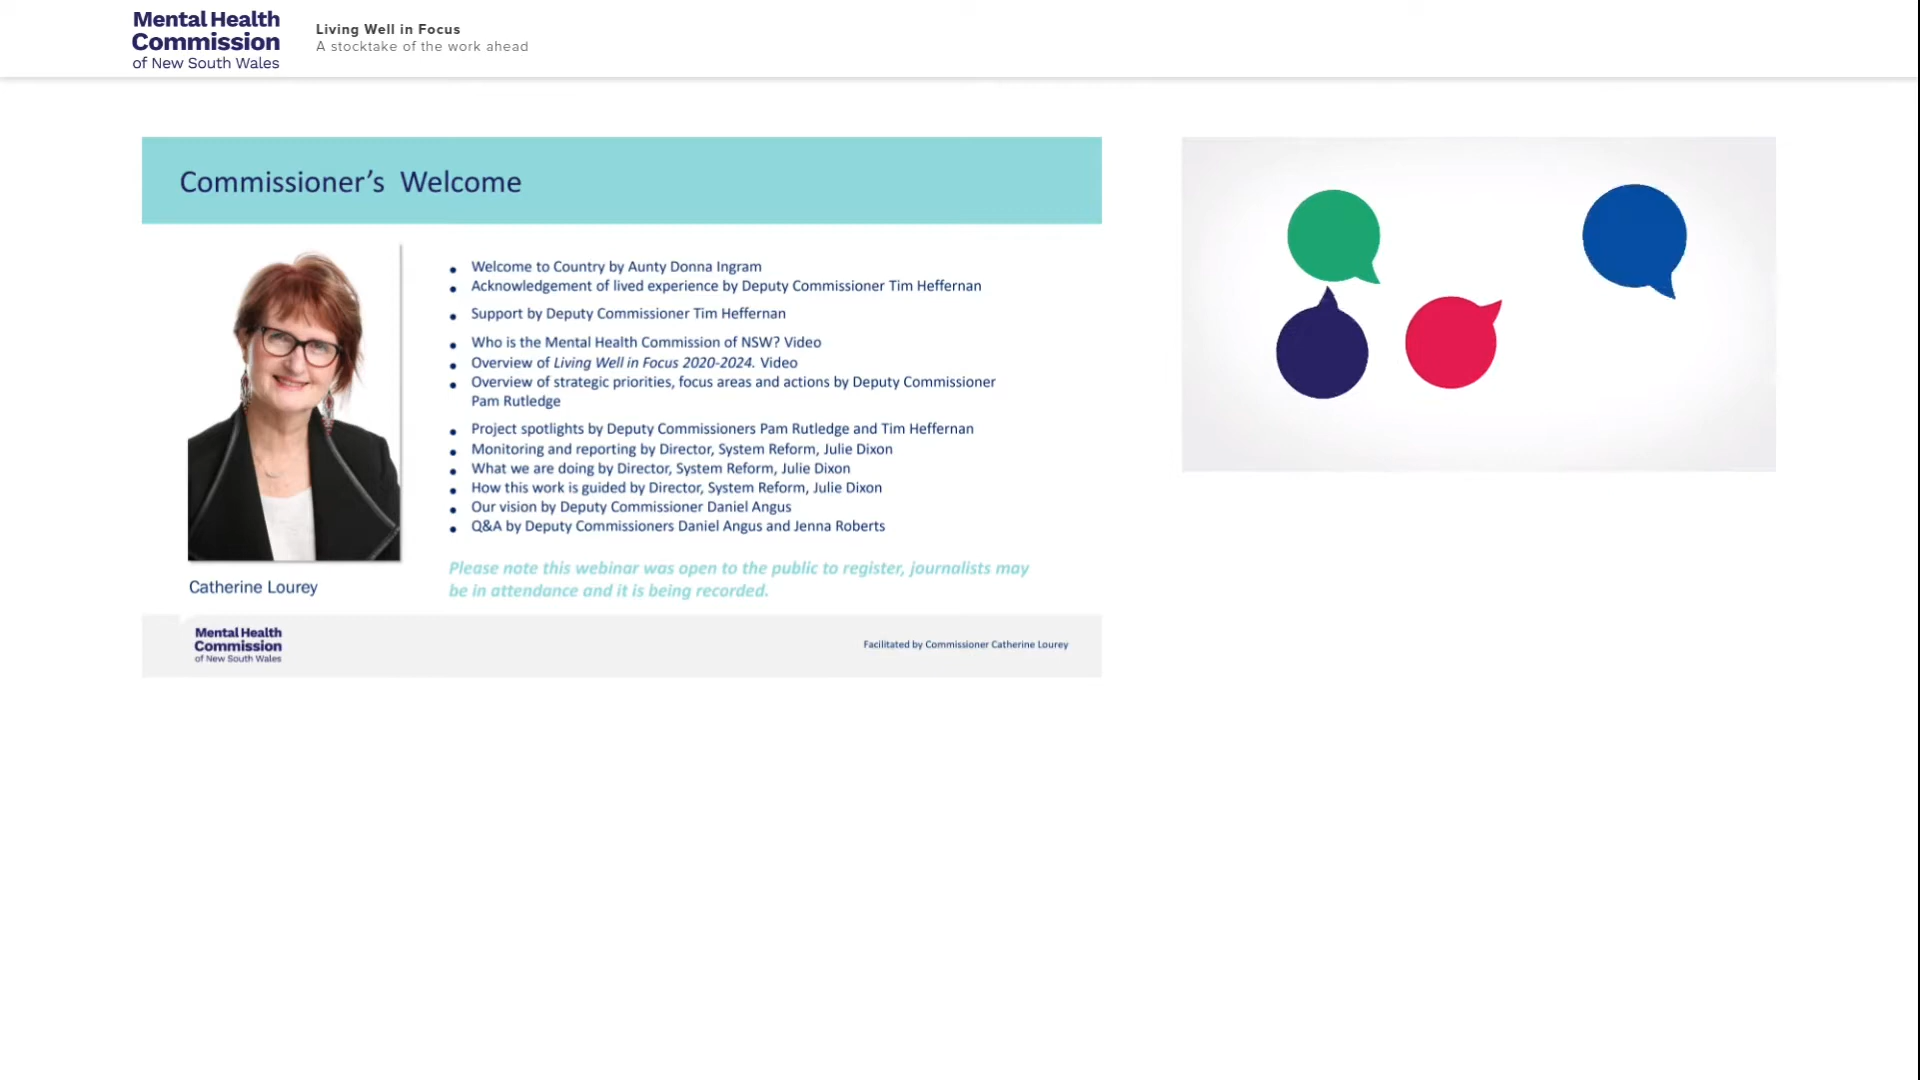 Mental Health
Commission
of New South Wales
Living Well in Focus
A stocktake of the work ahead
Commissioner's Welcome
• Welcome to Country by Aunty Donna Ingram
• Acknowledgement of lived experience by Deputy Commissioner Tim Heffernan
• Support by Deputy Commissioner Tim Heffernan
• Who is the Mental Health Commission of NSW? Video
• Overview of Living Well in Focus 2020-2024. Video
• Overview of strategic priorities, focus areas and actions by Deputy Commissioner
Pam Rutledge
• Project spotlights by Deputy Commissioners Pam Rutledge and Tim Heffernan
• Monitoring and reporting by Director, System Reform, Julie Dixon
• What we are doing by Director, System Reform, Julie Dixon
• How this work is guided by Director, System Reform, Julie Dixon
• Our vision by Deputy Commissioner Daniel Angus
• Q&A by Deputy Commissioners Daniel Angus and Jenna Roberts
Please note this webinar was open to the public to register, journalists may
be in attendance and it is being recorded.
Catherine Lourey
Mental Health
Commission
of New South Wales
Facilitated by Commissioner Catherine Lourey